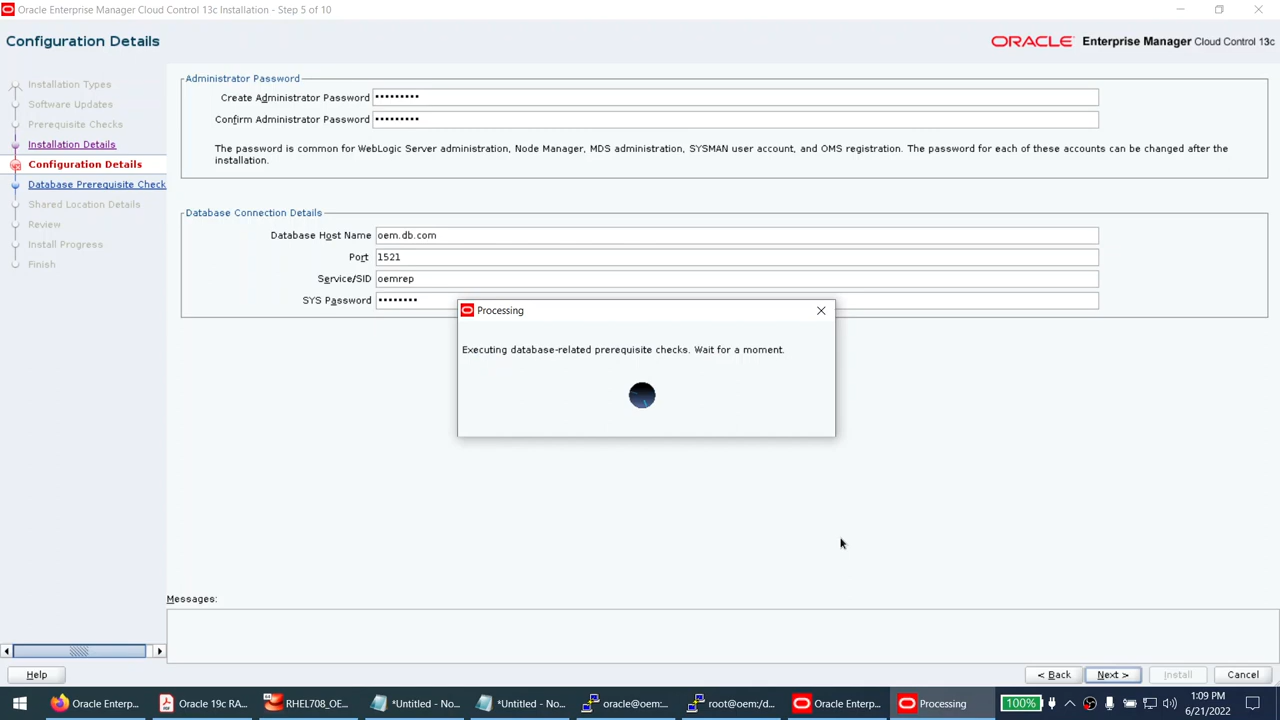 Oracle Enterprise Manager Cloud Control 13c Installation - Step 5 of 10
Configuration Details
ORACLE Enterprise Manager Cloud Control 13c
Installation Types
Software Updates
Prerequisite Checks
Installation Details
Configuration Details
Database Prerequisite Check
Shared Location Details
Review
Install Progress
Finish
Administrator Password
Create Administrator Password •••••••••
Confirm Administrator Password •••••••••
The password is common for WebLogic Server administration, Node Manager, MDS administration, SYSMAN user account, and OMS registration. The password for each of these accounts can be changed after the
installation.
Database Connection Details
Database Host Name oem.db.com
Port 1521
Service/SID oemrep
SYS Password ••••••••
Processing
Executing database-related prerequisite checks. Wait for a moment.
Messages:
Help
< Back
Next >
Install
Cancel
Oracle Enterp...
Oracle 19c RA...
RHEL7(OEM)/E...
*Untitled - No...
*Untitled - No...
oracle@oem:...
root@oem:/d...
Oracle Enterp...
Processing
100%
1:09 PM
6/21/2022